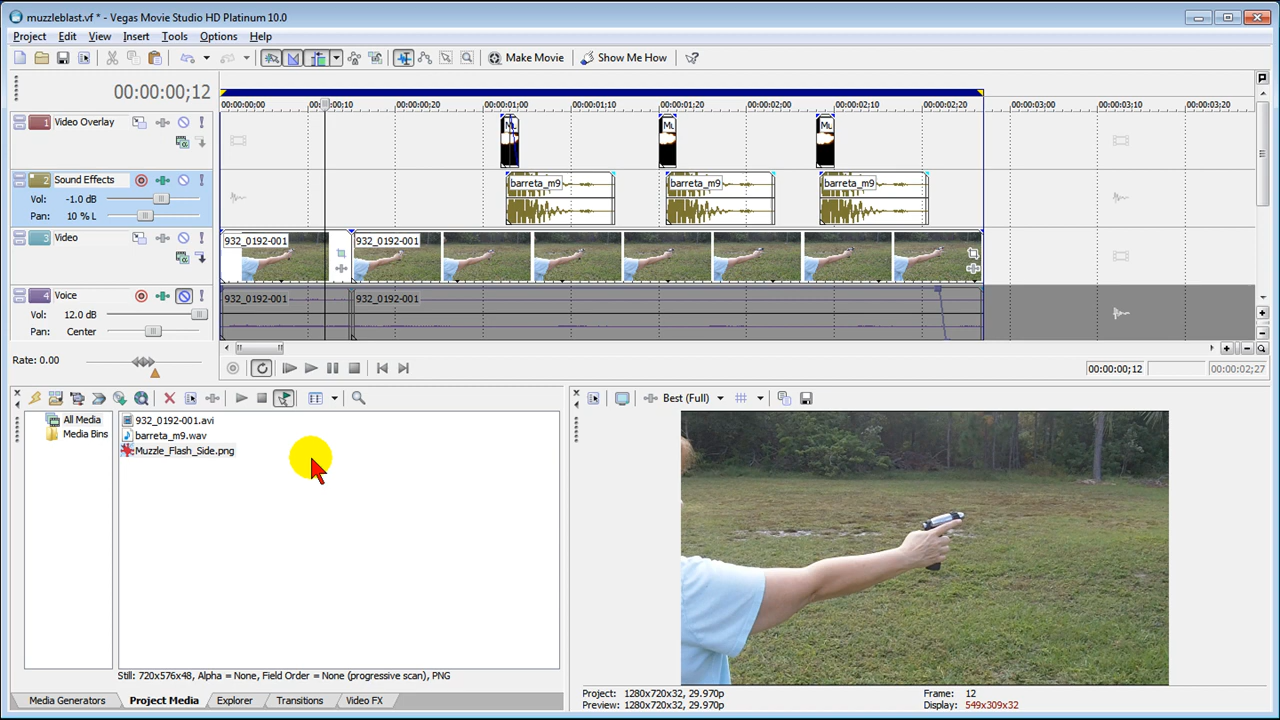 muzzleblast.vf * - Vegas Movie Studio HD Platinum 10.0
Project Edit View Insert Tools Options Help
Make Movie Show Me How
00:00:00;12
00:00:00;00 00:00:00;10 00:00:00;20 00:00:01;00 00:00:01;10 00:00:01;20 00:00:02;00 00:00:02;10 00:00:02;20 00:00:03;00 00:00:03;10 00:00:03;20
1 Video Overlay
2 Sound Effects
Vol: -1.0 dB
Pan: 10 % L
barreta_m9 barreta_m9 barreta_m9
3 Video
932_0192-001 932_0192-001
4 Voice
932_0192-001 932_0192-001
Vol: 12.0 dB
Pan: Center
Rate: 0.00
00:00:00;12 00:00:02;27
Best (Full)
All Media
Media Bins
932_0192-001.avi
barreta_m9.wav
Muzzle_Flash_Side.png
Still: 720x576x48, Alpha = None, Field Order = None (progressive scan), PNG
Media Generators Project Media Explorer Transitions Video FX
Project: 1280x720x32, 29.970p Frame: 12
Preview: 1280x720x32, 29.970p Display: 549x309x32